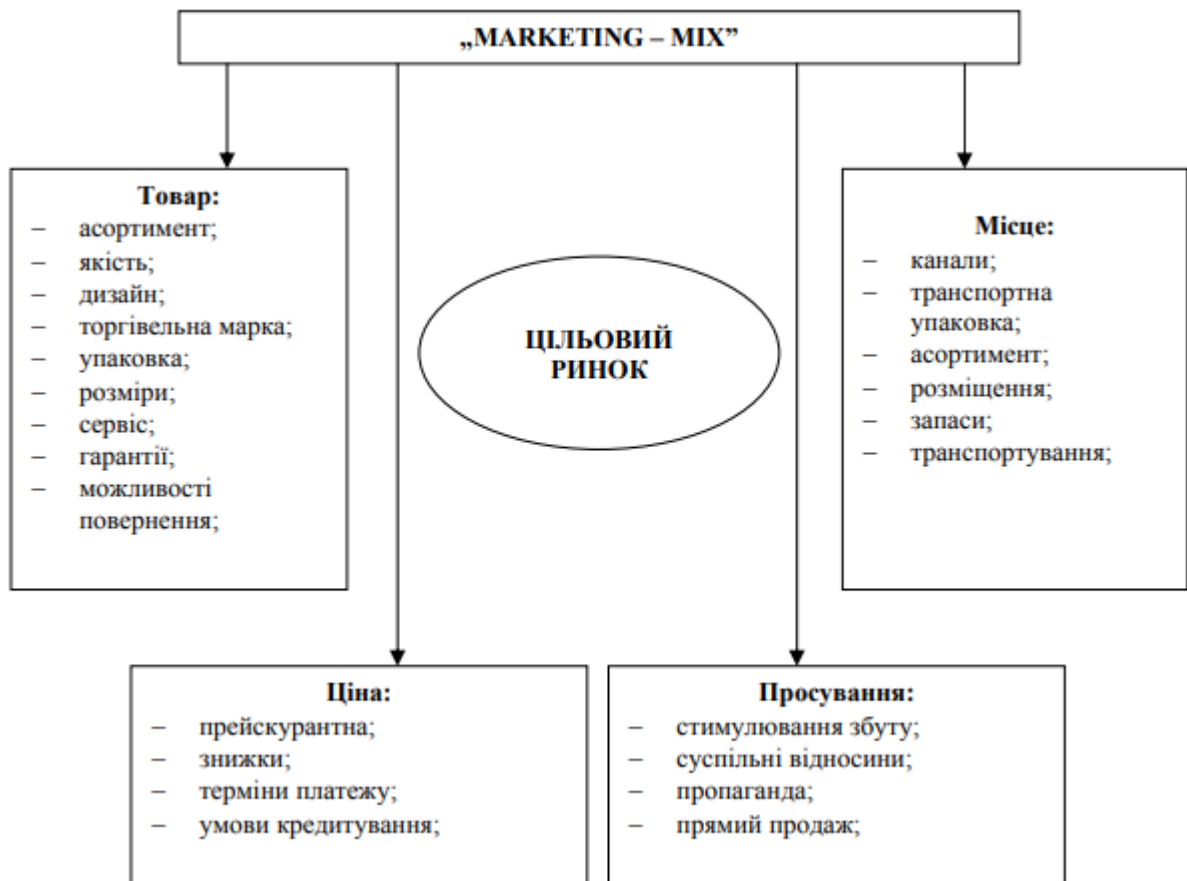 „MARKETING – MIX”
Товар:
– асортимент;
– якість;
– дизайн;
– торгівельна марка;
– упаковка;
– розміри;
– сервіс;
– гарантії;
– можливості
повернення;
ЦІЛЬОВИЙ
РИНОК
Місце:
– канали;
– транспортна
упаковка;
– асортимент;
– розміщення;
– запаси;
– транспортування;
Ціна:
– прейскурантна;
– знижки;
– терміни платежу;
– умови кредитування;
Просування:
– стимулювання збуту;
– суспільні відносини;
– пропаганда;
– прямий продаж;